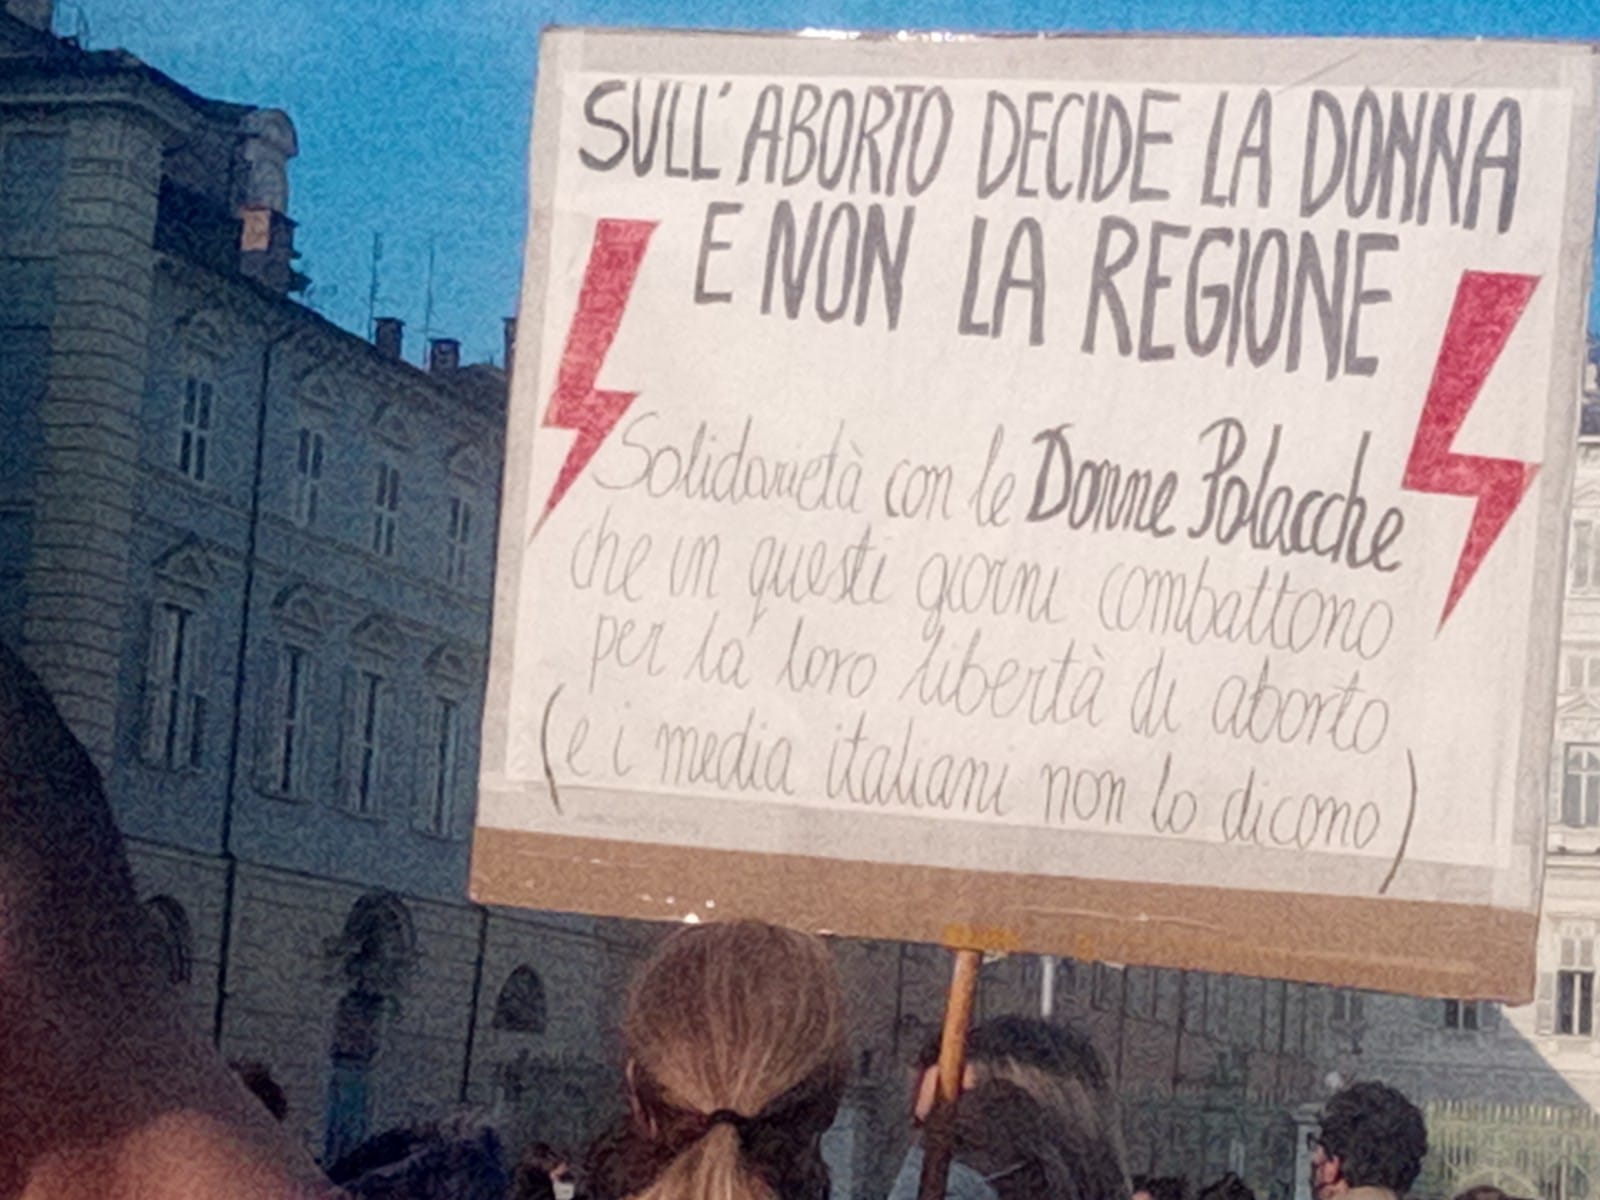 SULL'ABORTO DECIDE LA DONNA
E NON LA REGIONE
Solidarietà con le Donne Polacche
che in questi giorni combattono
per la loro libertà di aborto
(e i media italiani non lo dicono)